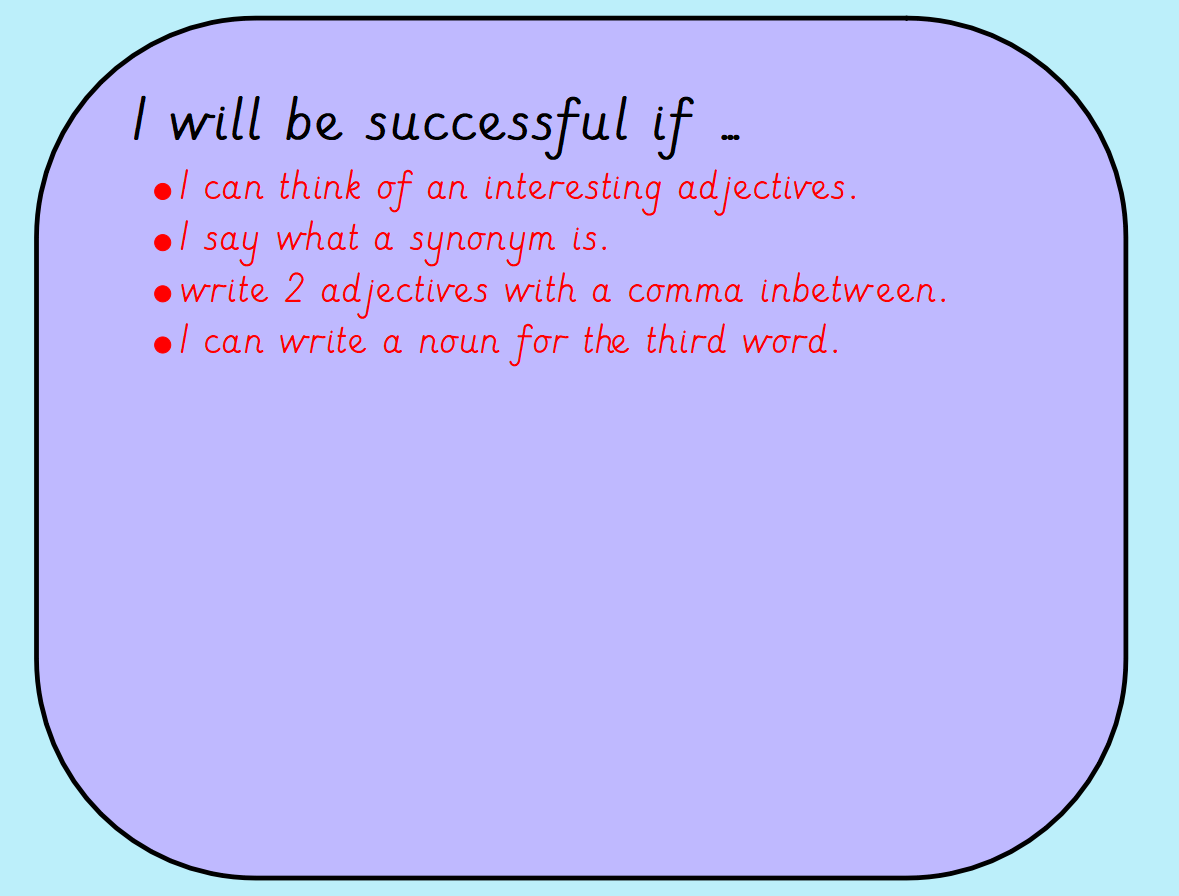 I will be successful if ...
• I can think of an interesting adjectives.
• I say what a synonym is.
• write 2 adjectives with a comma inbetween.
• I can write a noun for the third word.